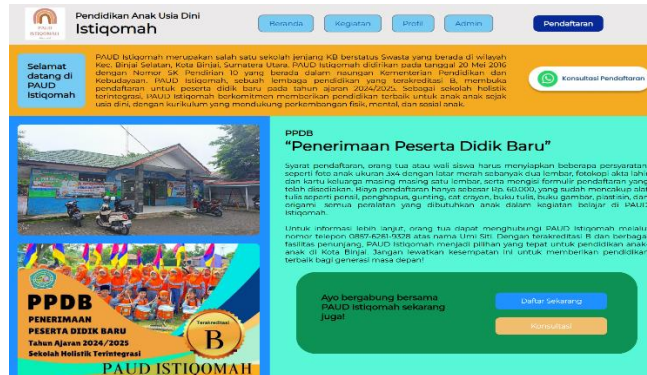 Pendidikan Anak Usia Dini
Istiqomah
Beranda
Kegiatan
Profil
Admin
Pendaftaran
Selamat
datang di
PAUD
Istiqomah
PAUD Istiqomah merupakan salah satu sekolah jenjang KB berstatus Swasta yang berada di wilayah
Kec. Binjai Selatan, Kota Binjai, Sumatera Utara. PAUD Istiqomah didirikan pada tanggal 20 Mei 2016
dengan Nomor SK Pendirian 10 yang berada dalam naungan Kementerian Pendidikan dan
Kebudayaan. PAUD Istiqomah, sebuah lembaga pendidikan yang terakreditasi B, membuka
pendaftaran untuk peserta didik baru pada tahun ajaran 2024/2025. Sebagai sekolah holistik
terintegrasi, PAUD Istiqomah berkomitmen memberikan pendidikan terbaik untuk anak anak sejak
usia dini, dengan kurikulum yang mendukung perkembangan fisik, mental, dan sosial anak.
Konsultasi Pendaftaran
PPDB
"Penerimaan Peserta Didik Baru"
Syarat pendaftaran, orang tua atau wali siswa harus menyiapkan beberapa persyaratan,
seperti foto anak ukuran 3x4 dengan latar merah sebanyak dua lembar, fotokopi akta lahir
dan kartu keluarga masing masing satu lembar, serta mengisi formulir pendaftaran yang
telah disediakan. Biaya pendaftaran hanya sebesar Rp. 60.000, yang sudah mencakup alat
tulis seperti pensil, penghapus, gunting, cat crayon, buku tulis, buku gambar, plastisin, dan
origami semua peralatan yang dibutuhkan anak dalam kegiatan belajar di PAUD
Istiqomah.
Untuk informasi lebih lanjut, orang tua dapat menghubungi PAUD Istiqomah melalui
nomor telepon 0887-6281-9328 atas nama Umi Siti. Dengan terakreditasi B dan berbagai
fasilitas penunjang, PAUD Istiqomah menjadi pilihan yang tepat untuk pendidikan anak-
anak di Kota Binjai. Jangan lewatkan kesempatan ini untuk memberikan pendidikan
terbaik bagi generasi masa depan!
PPDB
PENERIMAAN
PESERTA DIDIK BARU
Tahun Ajaran 2024/2025
Sekolah Holistik Terintegrasi
Terakreditasi
B
PAUD ISTIQOMAH
Ayo bergabung bersama
PAUD Istiqomah sekarang
juga!
Daftar Sekarang
Konsultasi